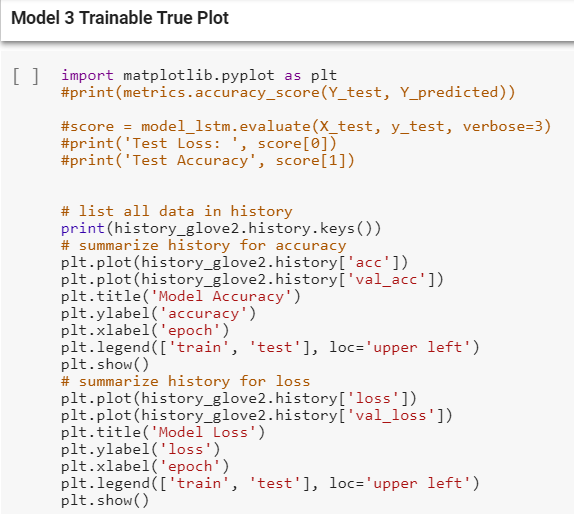 Model 3 Trainable True Plot
[ ] import matplotlib.pyplot as plt
#print(metrics.accuracy_score(Y_test, Y_predicted))
#score = model_lstm.evaluate(X_test, y_test, verbose=3)
#print('Test Loss: ', score[0])
#print('Test Accuracy', score[1])
# list all data in history
print(history_glove2.history.keys())
# summarize history for accuracy
plt.plot(history_glove2.history['acc'])
plt.plot(history_glove2.history['val_acc'])
plt.title('Model Accuracy')
plt.ylabel('accuracy')
plt.xlabel('epoch')
plt.legend(['train', 'test'], loc='upper left')
plt.show()
# summarize history for loss
plt.plot(history_glove2.history['loss'])
plt.plot(history_glove2.history['val_loss'])
plt.title('Model Loss')
plt.ylabel('loss')
plt.xlabel('epoch')
plt.legend(['train', 'test'], loc='upper left')
plt.show()